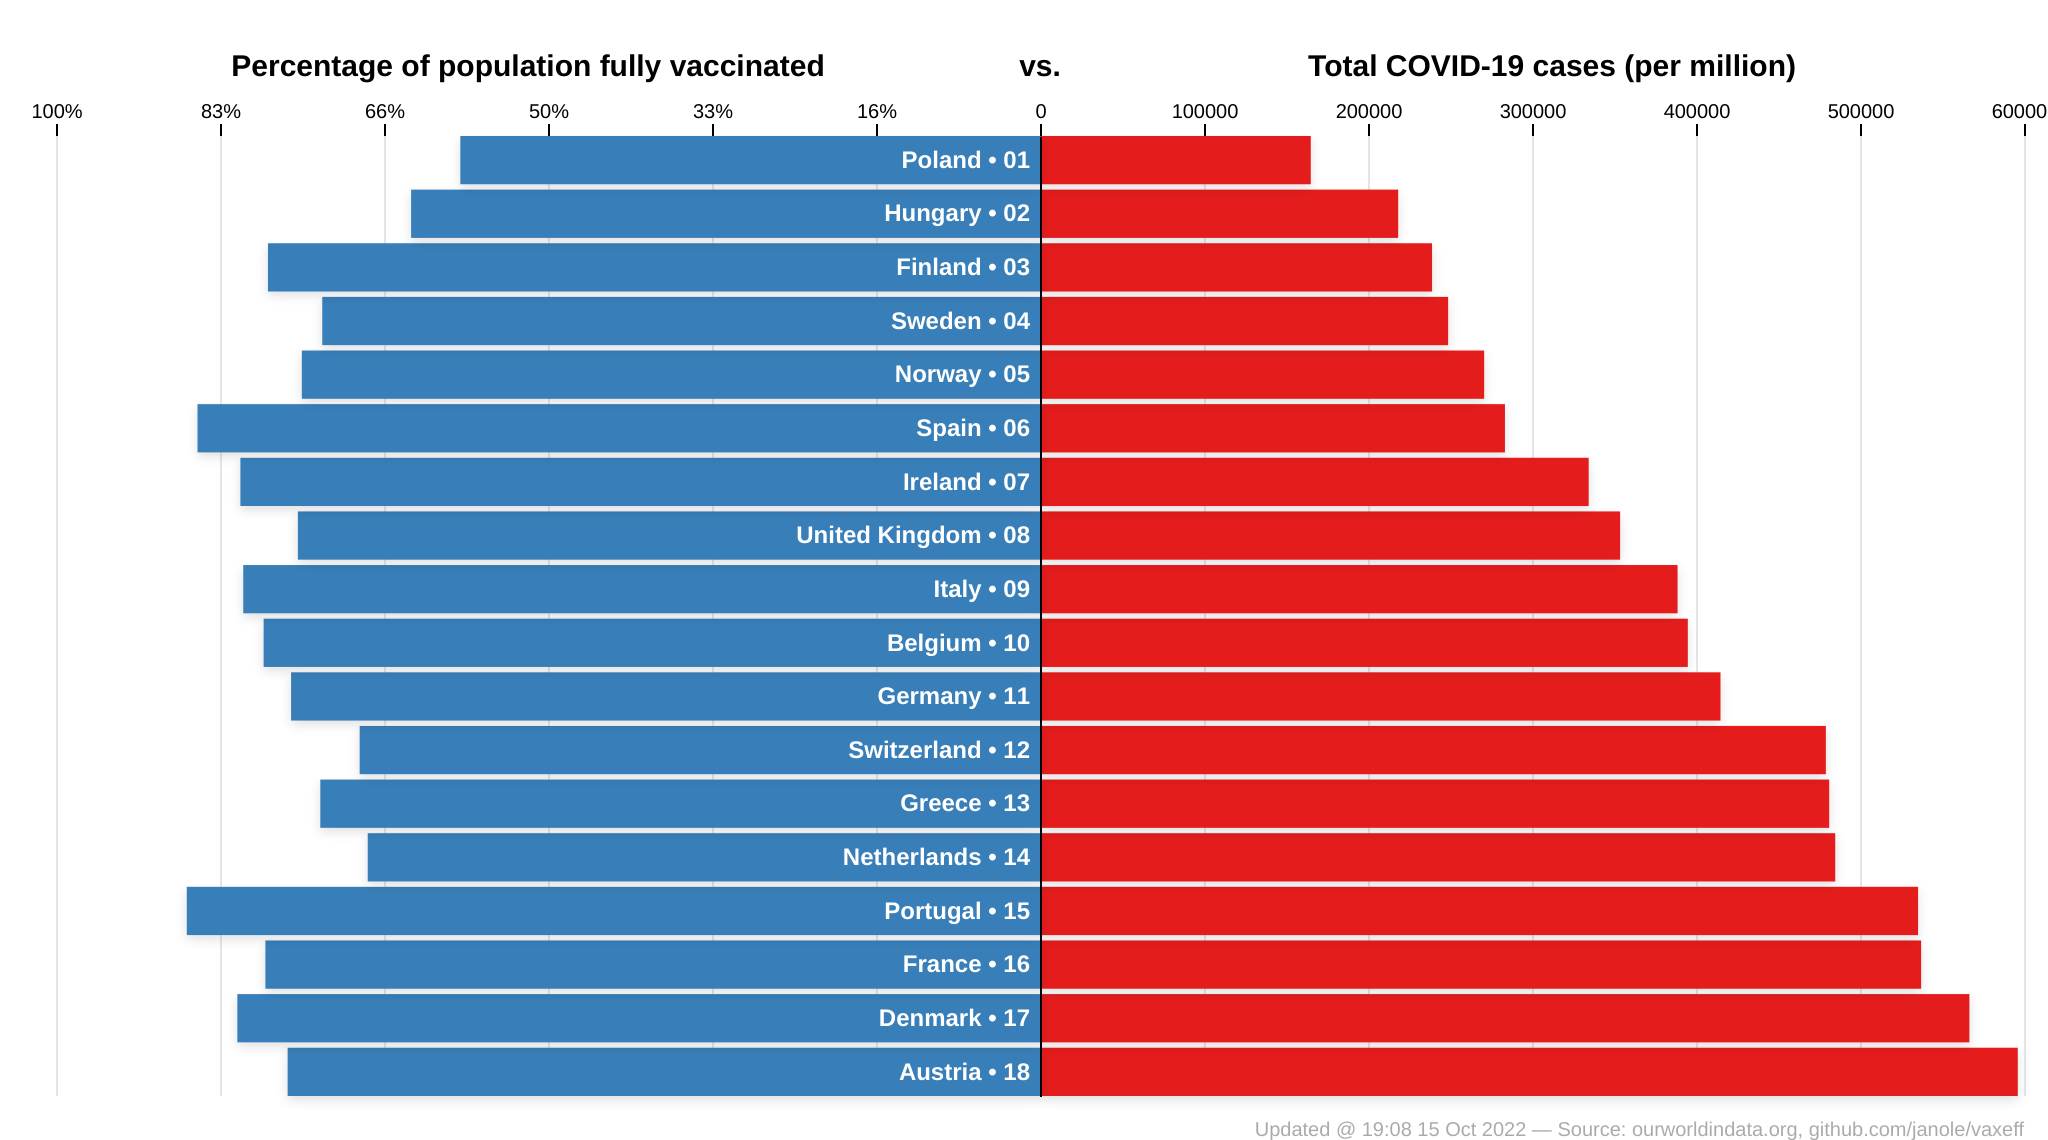 Percentage of population fully vaccinated vs. Total COVID-19 cases (per million)
100% 83% 66% 50% 33% 16% 0 100000 200000 300000 400000 500000 60000
Poland • 01
Hungary • 02
Finland • 03
Sweden • 04
Norway • 05
Spain • 06
Ireland • 07
United Kingdom • 08
Italy • 09
Belgium • 10
Germany • 11
Switzerland • 12
Greece • 13
Netherlands • 14
Portugal • 15
France • 16
Denmark • 17
Austria • 18
Updated @ 19:08 15 Oct 2022 — Source: ourworldindata.org, github.com/janole/vaxeff